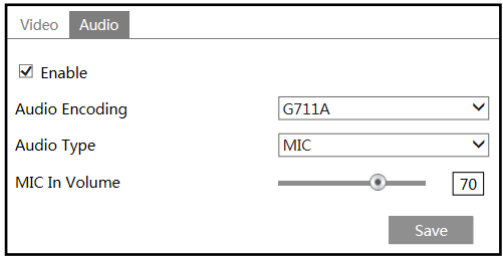 Video Audio
Enable
Audio Encoding G711A
Audio Type MIC
MIC In Volume 70
Save